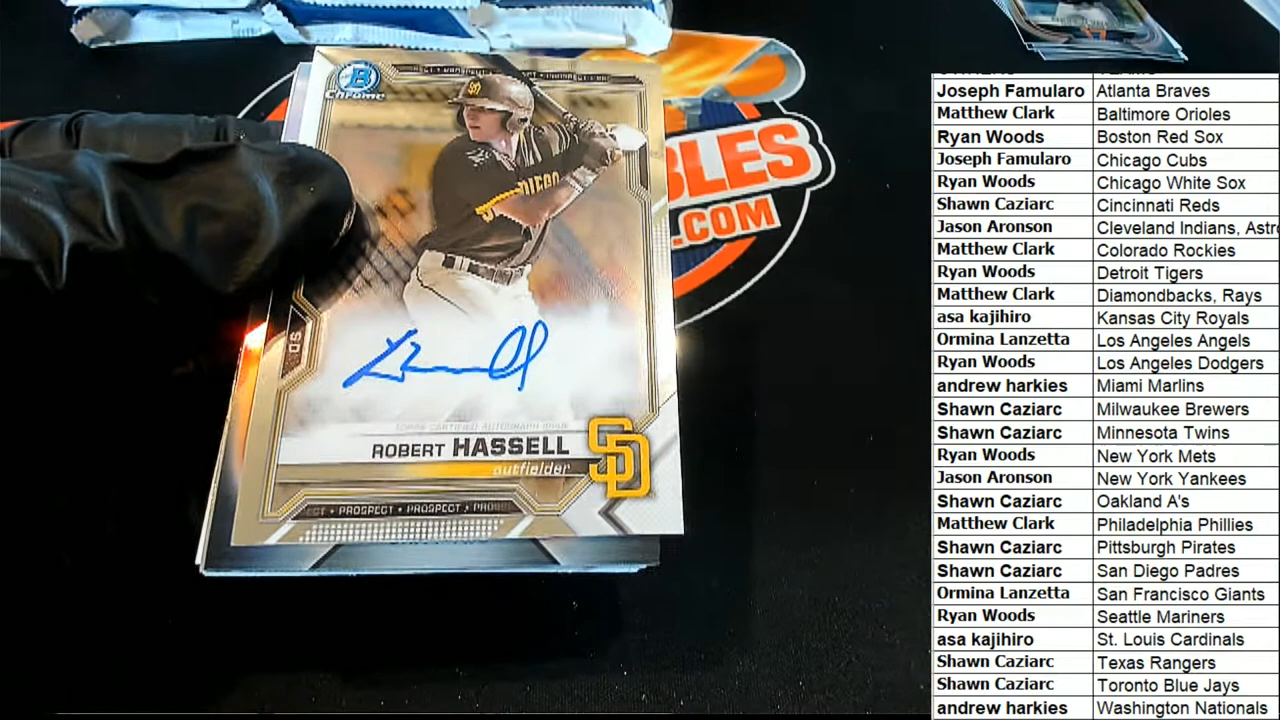 B
Chrome
SD
DIEGO
BLES
.COM
SD
TOPPS CERTIFIED AUTOGRAPH ISSUE
ROBERT HASSELL
outfielder
SD
• PROSPECT • PROSPECT •
OWNERS TEAMS
Joseph Famularo Atlanta Braves
Matthew Clark Baltimore Orioles
Ryan Woods Boston Red Sox
Joseph Famularo Chicago Cubs
Ryan Woods Chicago White Sox
Shawn Caziarc Cincinnati Reds
Jason Aronson Cleveland Indians, Astr
Matthew Clark Colorado Rockies
Ryan Woods Detroit Tigers
Matthew Clark Diamondbacks, Rays
asa kajihiro Kansas City Royals
Ormina Lanzetta Los Angeles Angels
Ryan Woods Los Angeles Dodgers
andrew harkies Miami Marlins
Shawn Caziarc Milwaukee Brewers
Shawn Caziarc Minnesota Twins
Ryan Woods New York Mets
Jason Aronson New York Yankees
Shawn Caziarc Oakland A's
Matthew Clark Philadelphia Phillies
Shawn Caziarc Pittsburgh Pirates
Shawn Caziarc San Diego Padres
Ormina Lanzetta San Francisco Giants
Ryan Woods Seattle Mariners
asa kajihiro St. Louis Cardinals
Shawn Caziarc Texas Rangers
Shawn Caziarc Toronto Blue Jays
andrew harkies Washington Nationals